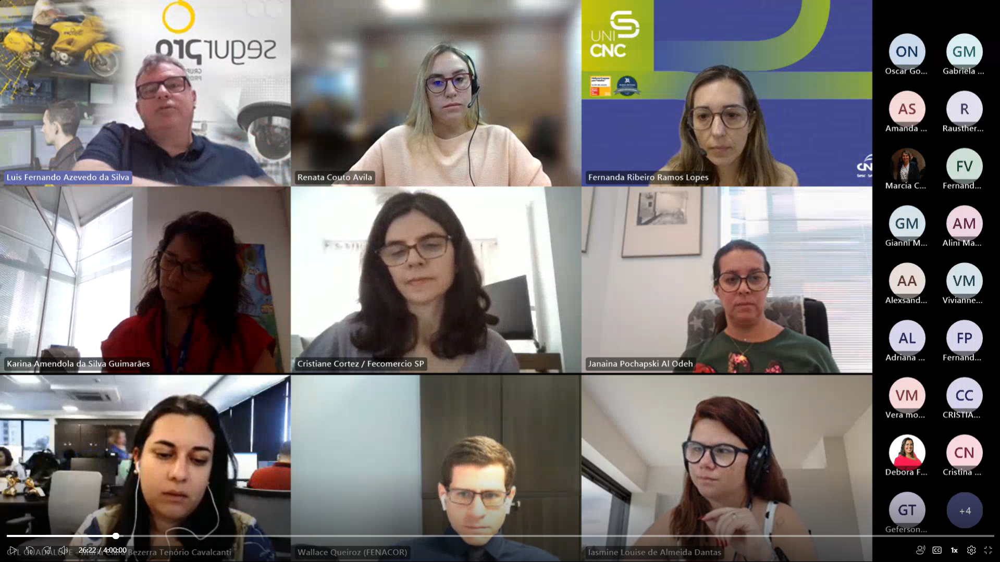 segurpro
Luis Fernando Azevedo da Silva
Renata Couto Avila
UNI
CNC
Fernanda Ribeiro Ramos Lopes
Karina Amendola da Silva Guimarães
Cristiane Cortez / Fecomercio SP
Janaina Pochapski Al Odeh
26:22 / 4:00:00
Bezerra Tenório Cavalcanti
Wallace Queiroz (FENACOR)
Iasmine Louise de Almeida Dantas
ON
Oscar Go...
GM
Gabriela ...
AS
Amanda ...
R
Rausther...
Marcia C...
FV
Fernand...
GM
Gianni M...
AM
Alini Ma...
AA
Alexsand...
VM
Vivianne...
AL
Adriana ...
FP
Fernand...
VM
Vera mo...
CC
CRISTIA...
Debora F...
CN
Cristina ...
GT
Geferson...
+4
CC
1x